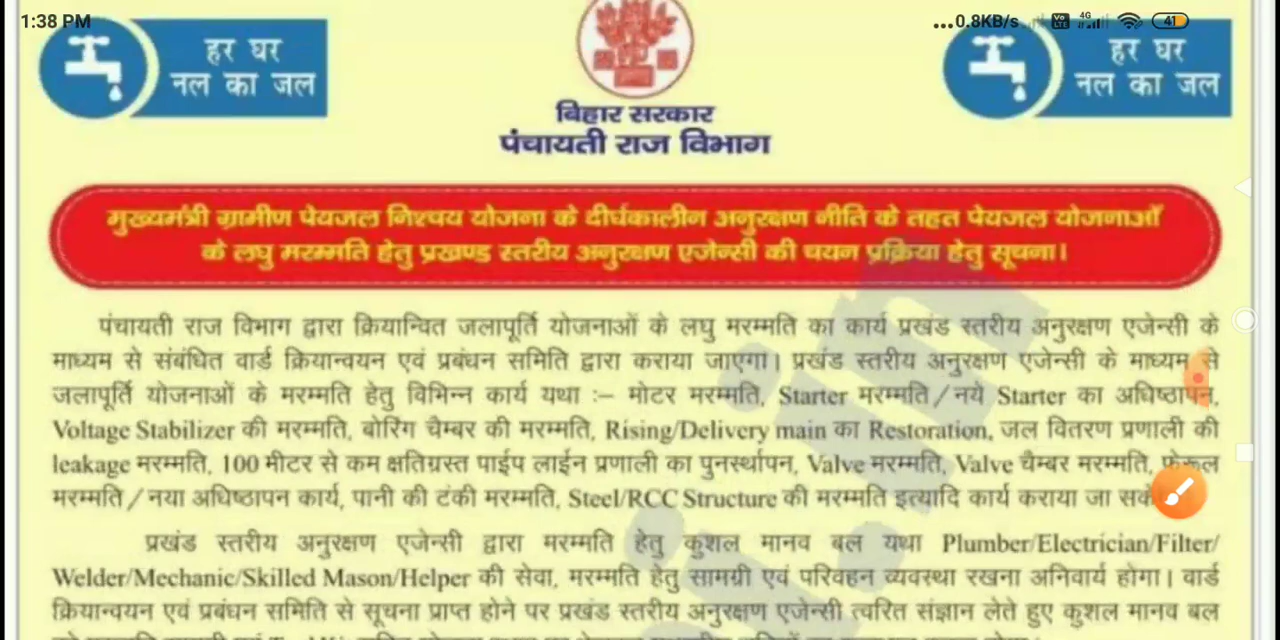 1:38 PM ...0.8KB/s 4G 41
हर घर
नल का जल
हर घर
नल का जल
बिहार सरकार
पंचायती राज विभाग
मुख्यमंत्री ग्रामीण पेयजल निश्चय योजना के दीर्घकालीन अनुरक्षण नीति के तहत पेयजल योजनाओं
के लघु मरम्मति हेतु प्रखण्ड स्तरीय अनुरक्षण एजेन्सी की चयन प्रक्रिया हेतु सूचना।
पंचायती राज विभाग द्वारा क्रियान्वित जलापूर्ति योजनाओं के लघु मरम्मति का कार्य प्रखंड स्तरीय अनुरक्षण एजेन्सी के
माध्यम से संबंधित वार्ड क्रियान्वयन एवं प्रबंधन समिति द्वारा कराया जाएगा। प्रखंड स्तरीय अनुरक्षण एजेन्सी के माध्यम से
जलापूर्ति योजनाओं के मरम्मति हेतु विभिन्न कार्य यथा :– मोटर मरम्मति, Starter मरम्मति/नये Starter का अधिष्ठापन,
Voltage Stabilizer की मरम्मति, बोरिंग चैम्बर की मरम्मति, Rising/Delivery main का Restoration, जल वितरण प्रणाली की
leakage मरम्मति, 100 मीटर से कम क्षतिग्रस्त पाईप लाईन प्रणाली का पुनर्स्थापन, Valve मरम्मति, Valve चैम्बर मरम्मति, फेरूल
मरम्मति/नया अधिष्ठापन कार्य, पानी की टंकी मरम्मति, Steel/RCC Structure की मरम्मति इत्यादि कार्य कराया जा
प्रखंड स्तरीय अनुरक्षण एजेन्सी द्वारा मरम्मति हेतु कुशल मानव बल यथा Plumber/Electrician/Filter/
Welder/Mechanic/Skilled Mason/Helper की सेवा, मरम्मति हेतु सामग्री एवं परिवहन व्यवस्था रखना अनिवार्य होगा। वार्ड
क्रियान्वयन एवं प्रबंधन समिति से सूचना प्राप्त होने पर प्रखंड स्तरीय अनुरक्षण एजेन्सी त्वरित संज्ञान लेते हुए कुशल मानव बल